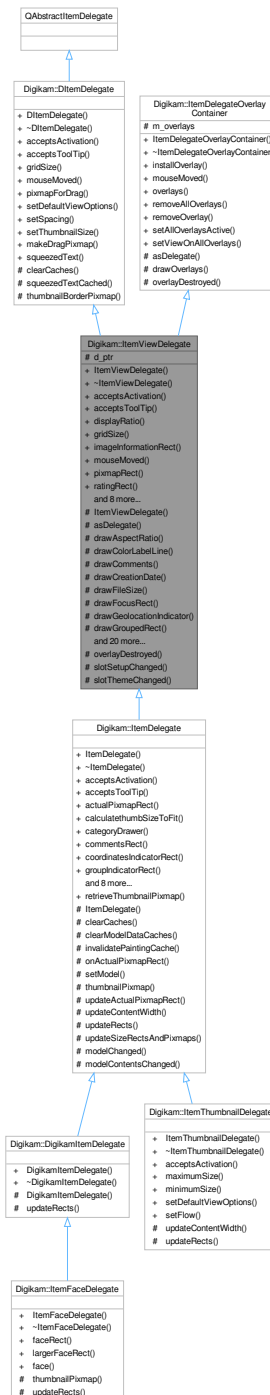 QAbstractItemDelegate
Digikam::DItemDelegate
+ DItemDelegate()
+ ~DItemDelegate()
+ acceptsActivation()
+ acceptsToolTip()
+ gridSize()
+ mouseMoved()
+ pixmapForDrag()
+ setDefaultViewOptions()
+ setSpacing()
+ setThumbnailSize()
+ makeDragPixmap()
+ squeezedText()
# clearCaches()
# squeezedTextCached()
# thumbnailBorderPixmap()
Digikam::ItemDelegateOverlay
Container
# m_overlays
+ ItemDelegateOverlayContainer()
+ ~ItemDelegateOverlayContainer
+ installOverlay()
+ mouseMoved()
+ overlays()
+ removeAllOverlays()
+ removeOverlay()
+ setAllOverlaysActive()
+ setViewOnAllOverlays()
# asDelegate()
# drawOverlays()
# overlayDestroyed()
Digikam::ItemViewDelegate
# d_ptr
+ ItemViewDelegate()
+ ~ItemViewDelegate()
+ acceptsActivation()
+ acceptsToolTip()
+ displayRatio()
+ gridSize()
+ imageInformationRect()
+ mouseMoved()
+ pixmapRect()
+ ratingRect()
and 8 more...
# ItemViewDelegate()
# asDelegate()
# drawAspectRatio()
# drawColorLabelLine()
# drawComments()
# drawCreationDate()
# drawFileSize()
# drawFocusRect()
# drawGeolocationIndicator()
# drawGroupedRect()
and 20 more...
# overlayDestroyed()
# slotSetupChanged()
# slotThemeChanged()
Digikam::ItemDelegate
+ ItemDelegate()
+ ~ItemDelegate()
+ acceptsActivation()
+ acceptsToolTip()
+ actualPixmapRect()
+ calculatethumbSizeToFit()
+ categoryDrawer()
+ commentsRect()
+ coordinatesIndicatorRect()
+ groupIndicatorRect()
and 8 more...
+ retrieveThumbnailPixmap()
# ItemDelegate()
# clearCaches()
# clearModelDataCaches()
# invalidatePaintingCache()
# onActualPixmapRect()
# setModel()
# thumbnailPixmap()
# updateActualPixmapRect()
# updateContentWidth()
# updateRects()
# updateSizeRectsAndPixmaps()
# modelChanged()
# modelContentsChanged()
Digikam::DigikamItemDelegate
+ DigikamItemDelegate()
+ ~DigikamItemDelegate()
# DigikamItemDelegate()
# updateRects()
Digikam::ItemThumbnailDelegate
+ ItemThumbnailDelegate()
+ ~ItemThumbnailDelegate()
+ acceptsActivation()
+ maximumSize()
+ minimumSize()
+ setDefaultViewOptions()
+ setFlow()
# updateContentWidth()
# updateRects()
Digikam::ItemFaceDelegate
+ ItemFaceDelegate()
+ ~ItemFaceDelegate()
+ faceRect()
+ largerFaceRect()
+ face()
# thumbnailPixmap()
# updateRects()